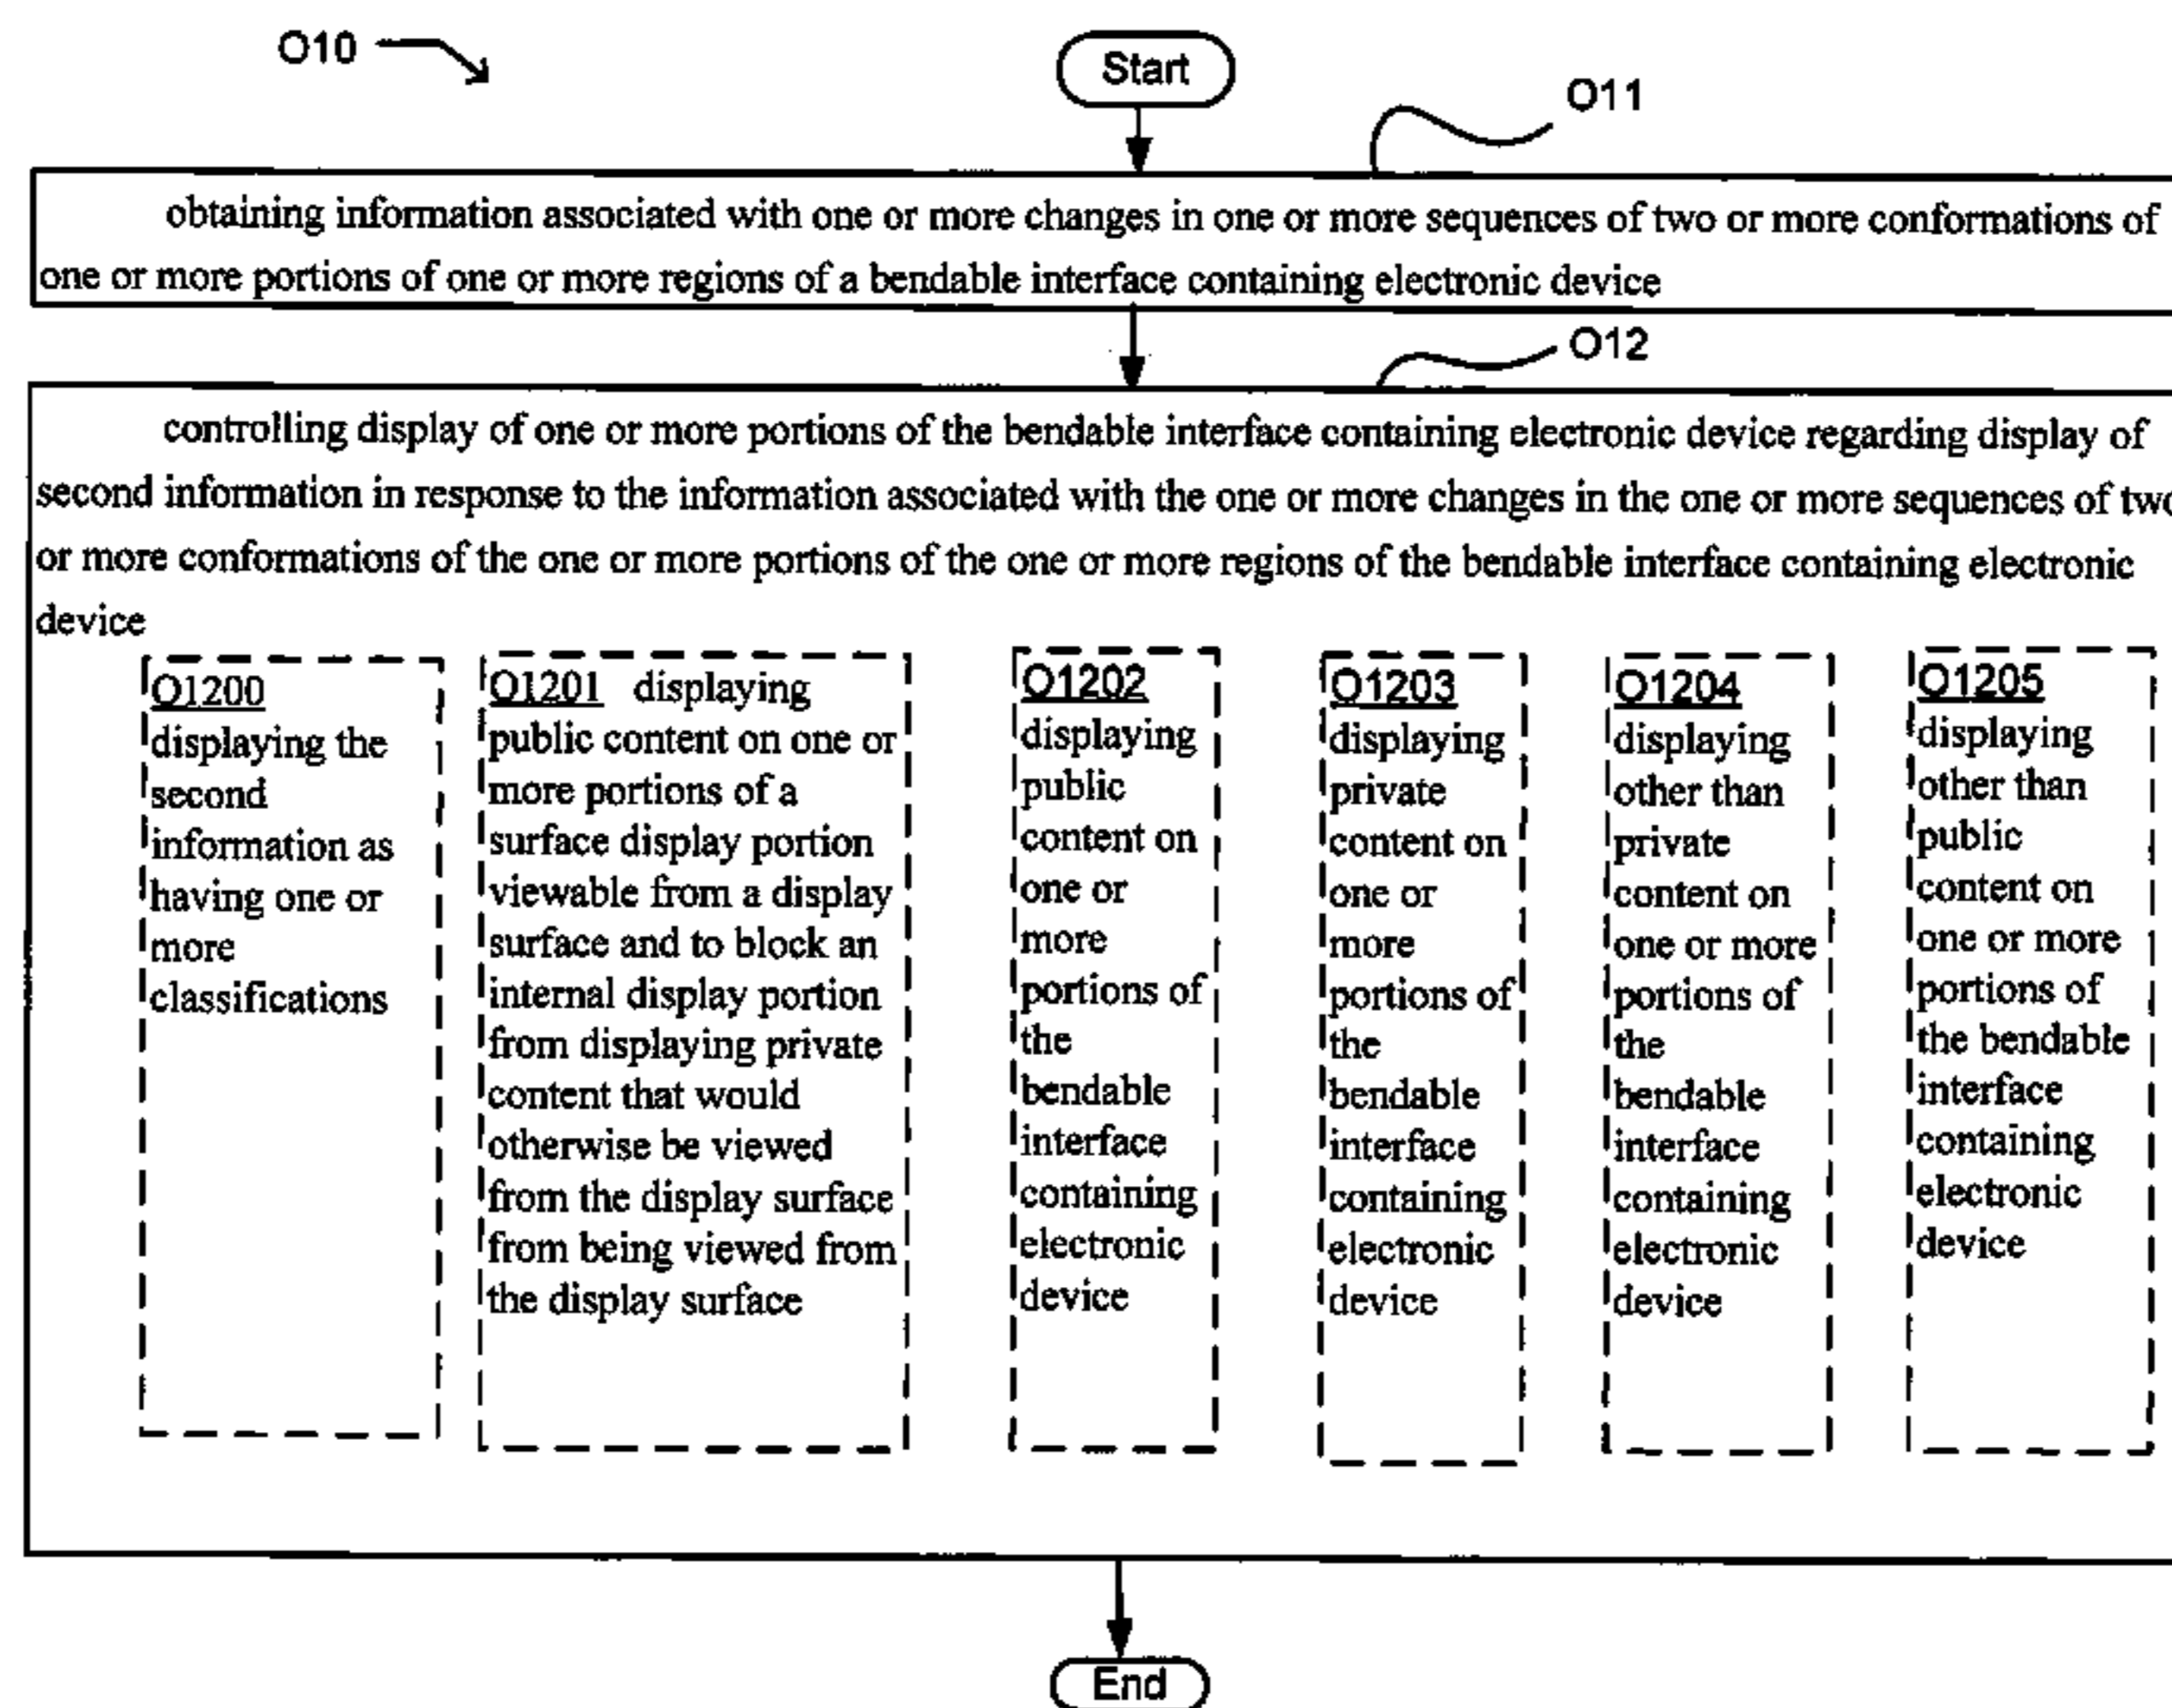 O10
Start
O11
obtaining information associated with one or more changes in one or more sequences of two or more conformations of
one or more portions of one or more regions of a bendable interface containing electronic device
O12
controlling display of one or more portions of the bendable interface containing electronic device regarding display of
second information in response to the information associated with the one or more changes in the one or more sequences of two
or more conformations of the one or more portions of the one or more regions of the bendable interface containing electronic
device
O1200
displaying the
second
information as
having one or
more
classifications
O1201 displaying
public content on one or
more portions of a
surface display portion
viewable from a display
surface and to block an
internal display portion
from displaying private
content that would
otherwise be viewed
from the display surface
from being viewed from
the display surface
O1202
displaying
public
content on
one or
more
portions of
the
bendable
interface
containing
electronic
device
O1203
displaying
private
content on
one or
more
portions of
the
bendable
interface
containing
electronic
device
O1204
displaying
other than
private
content on
one or more
portions of
the
bendable
interface
containing
electronic
device
O1205
displaying
other than
public
content on
one or more
portions of
the bendable
interface
containing
electronic
device
End